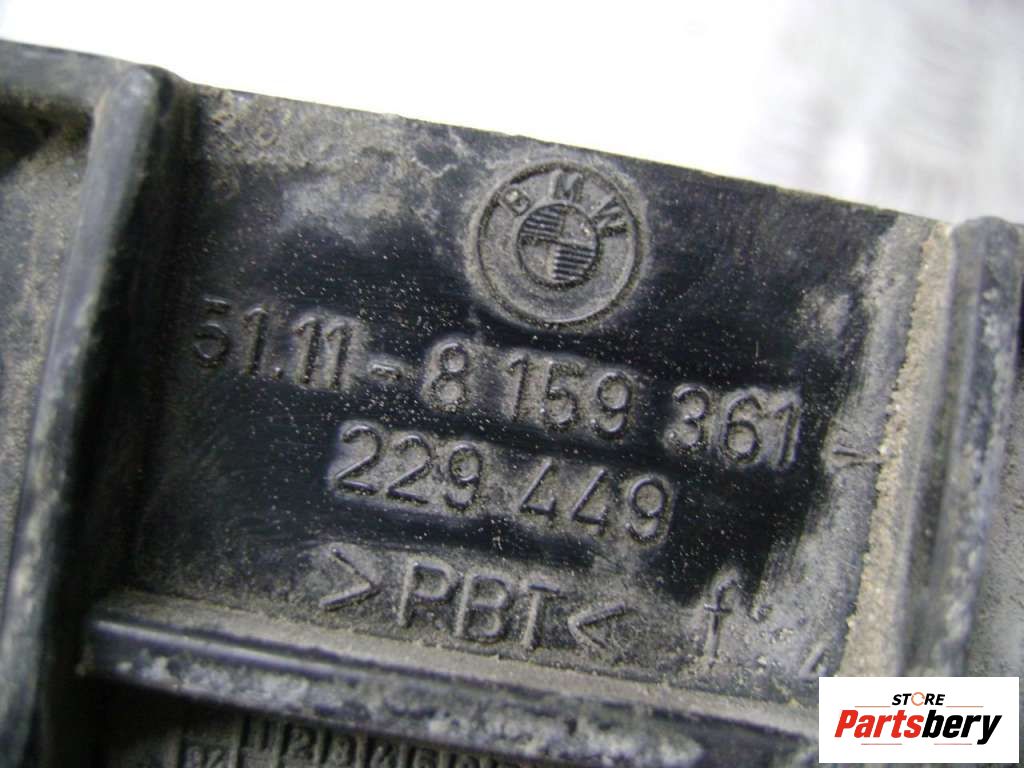 BMW
51.11-8 159 361
229 449
>PBT<
STORE
Partsbery